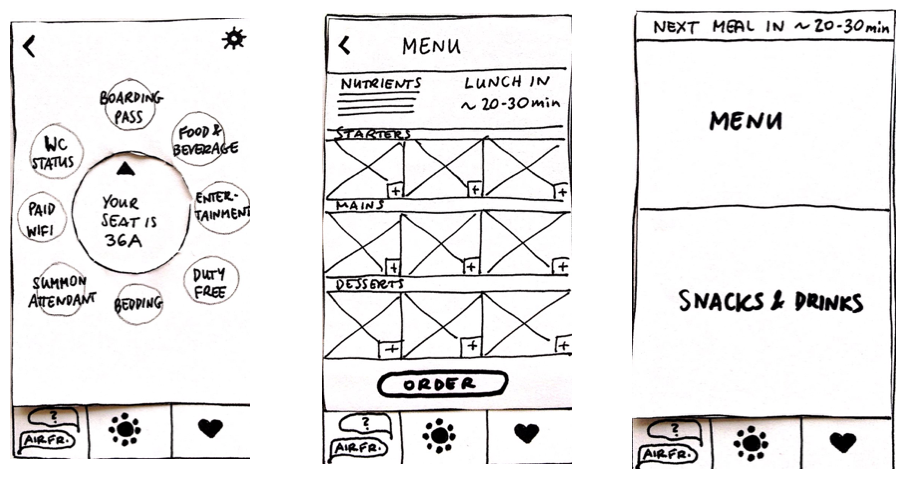 BOARDING
PASS
FOOD &
BEVERAGE
ENTER-
TAINMENT
DUTY
FREE
BEDDING
SUMMON
ATTENDANT
PAID
WIFI
WC
STATUS
YOUR
SEAT IS
36A
?
AIRFR.
MENU
NUTRIENTS
LUNCH IN
~ 20-30min
STARTERS
+ + +
MAINS
+ + +
DESSERTS
+ + +
ORDER
?
AIRFR.
NEXT MEAL IN ~ 20-30min
MENU
SNACKS & DRINKS
?
AIRFR.